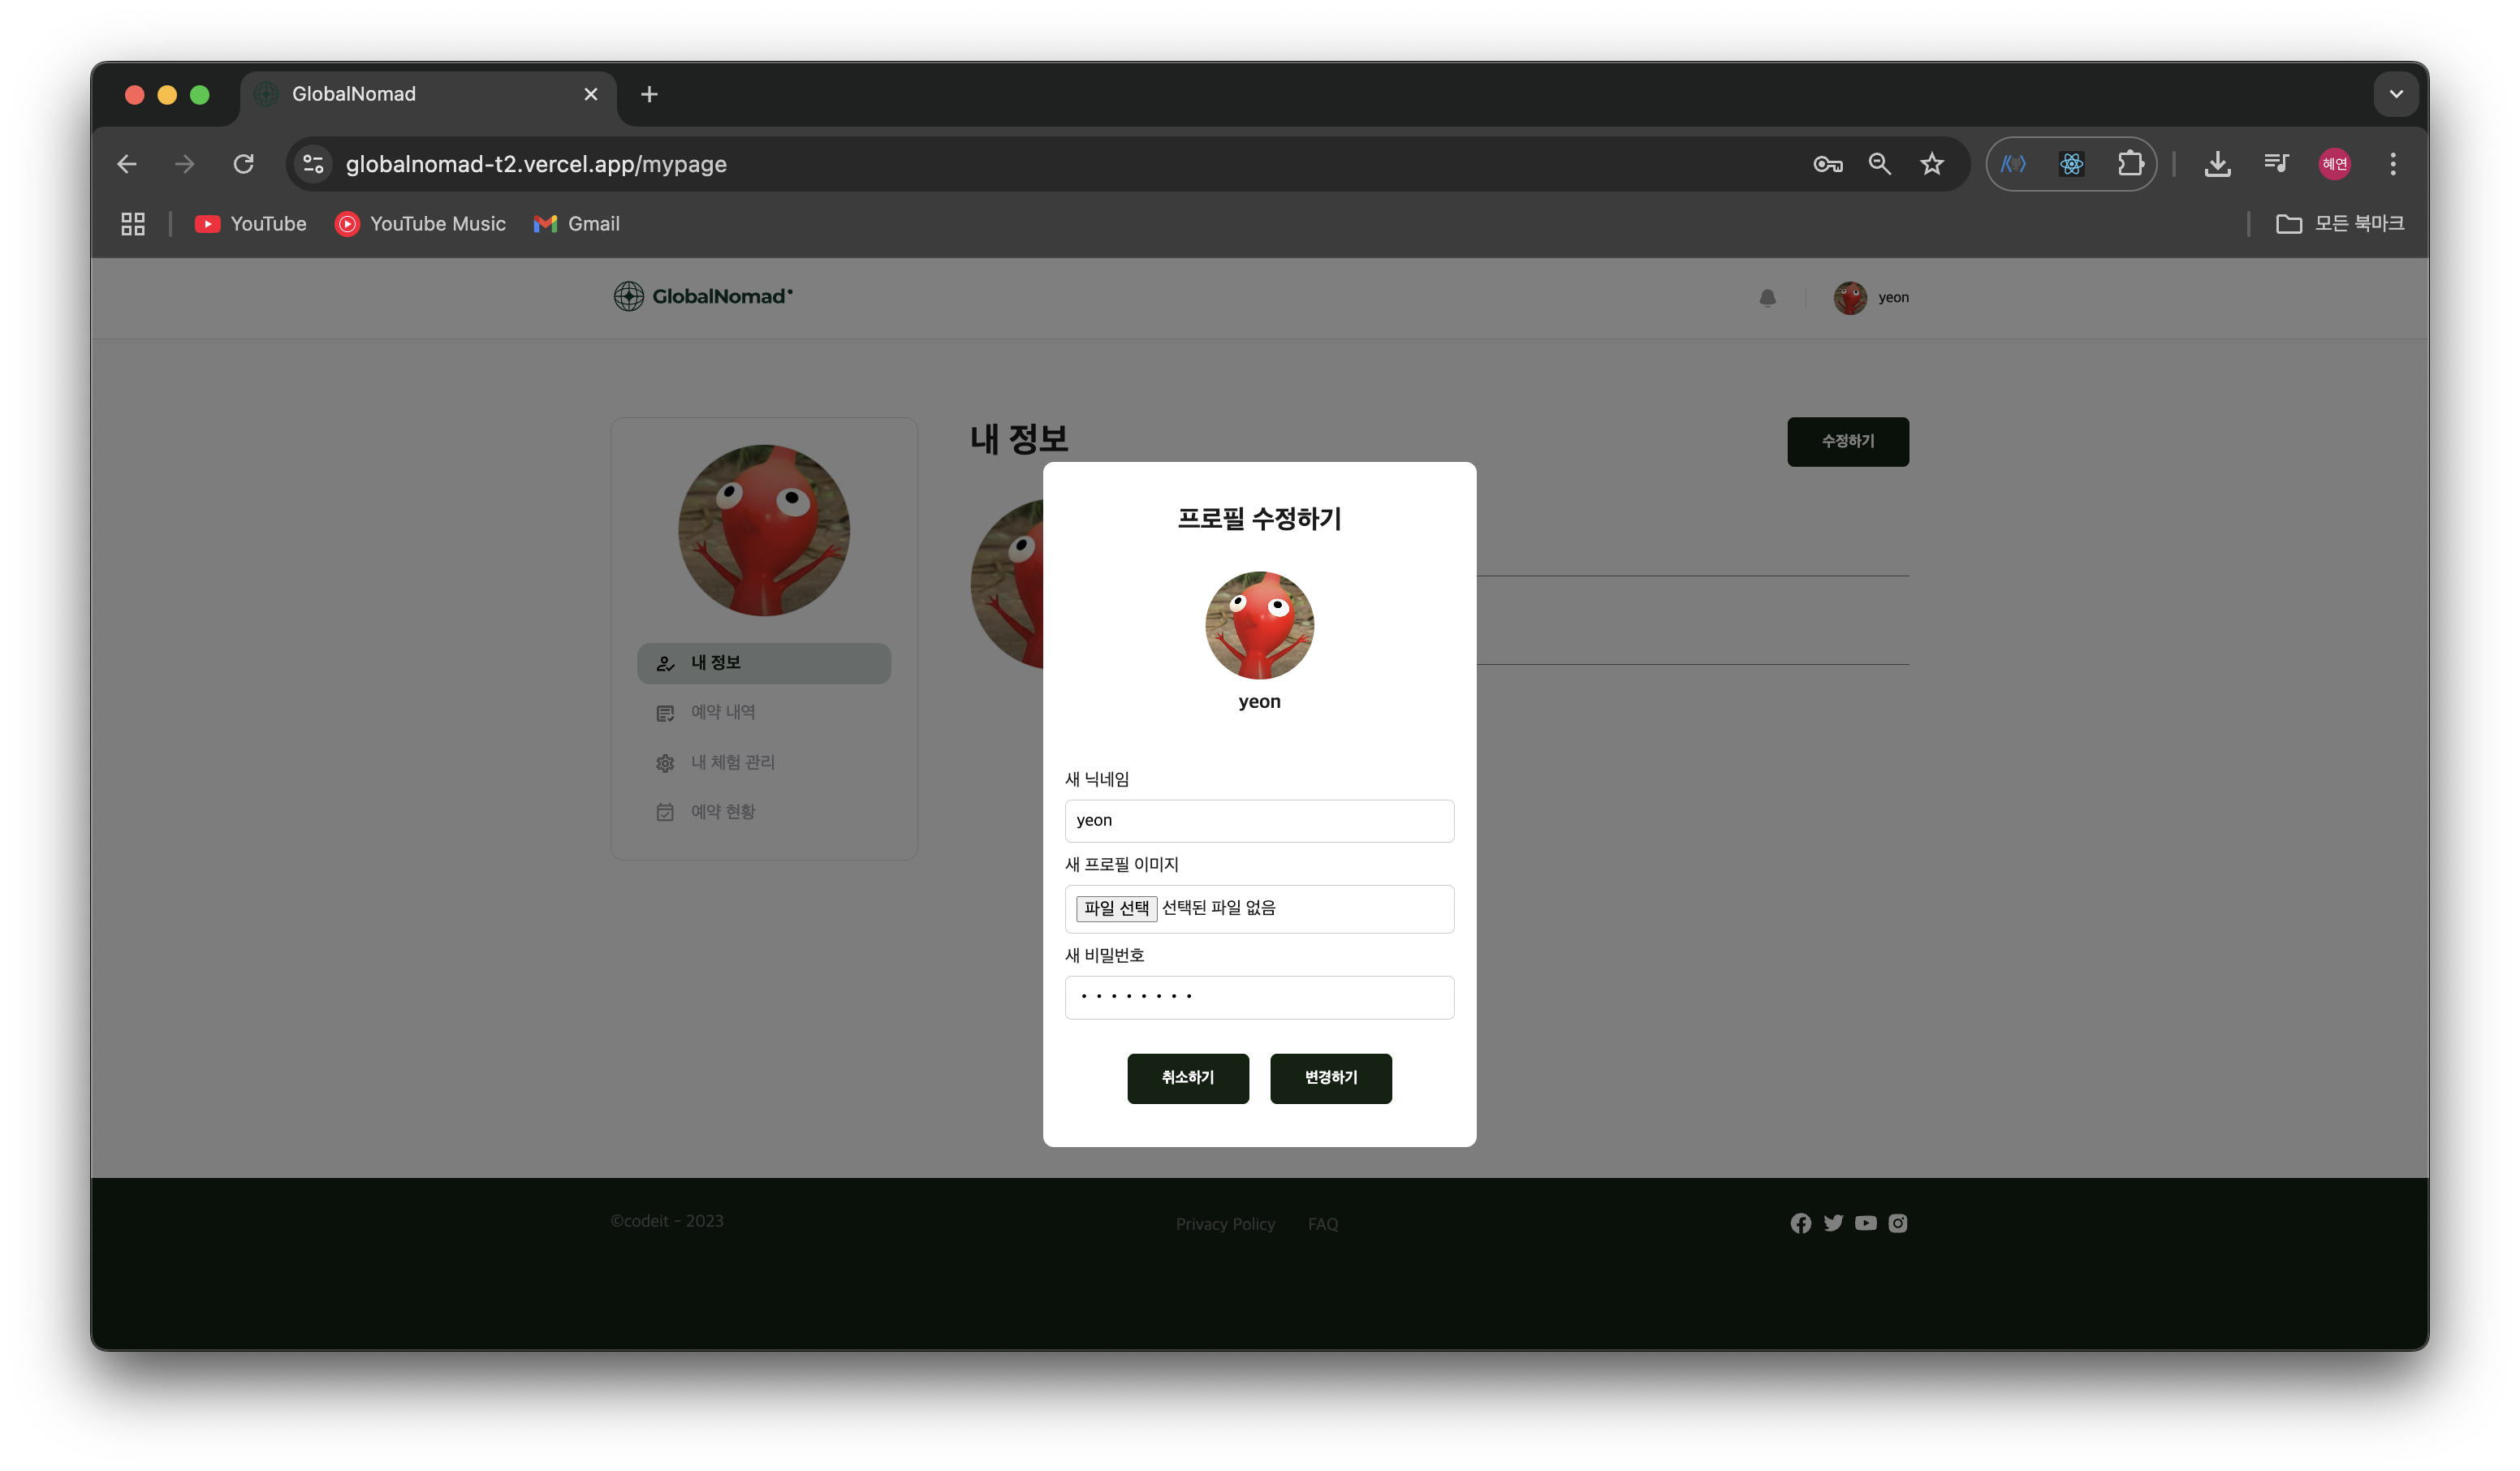 GlobalNomad
globalnomad-t2.vercel.app/mypage
혜연
YouTube
YouTube Music
Gmail
모든 북마크
GlobalNomad
yeon
내 정보
예약 내역
내 체험 관리
예약 현황
내 정보
수정하기
프로필 수정하기
yeon
새 닉네임
yeon
새 프로필 이미지
파일 선택 선택된 파일 없음
새 비밀번호
••••••••
취소하기
변경하기
©codeit - 2023
Privacy Policy
FAQ